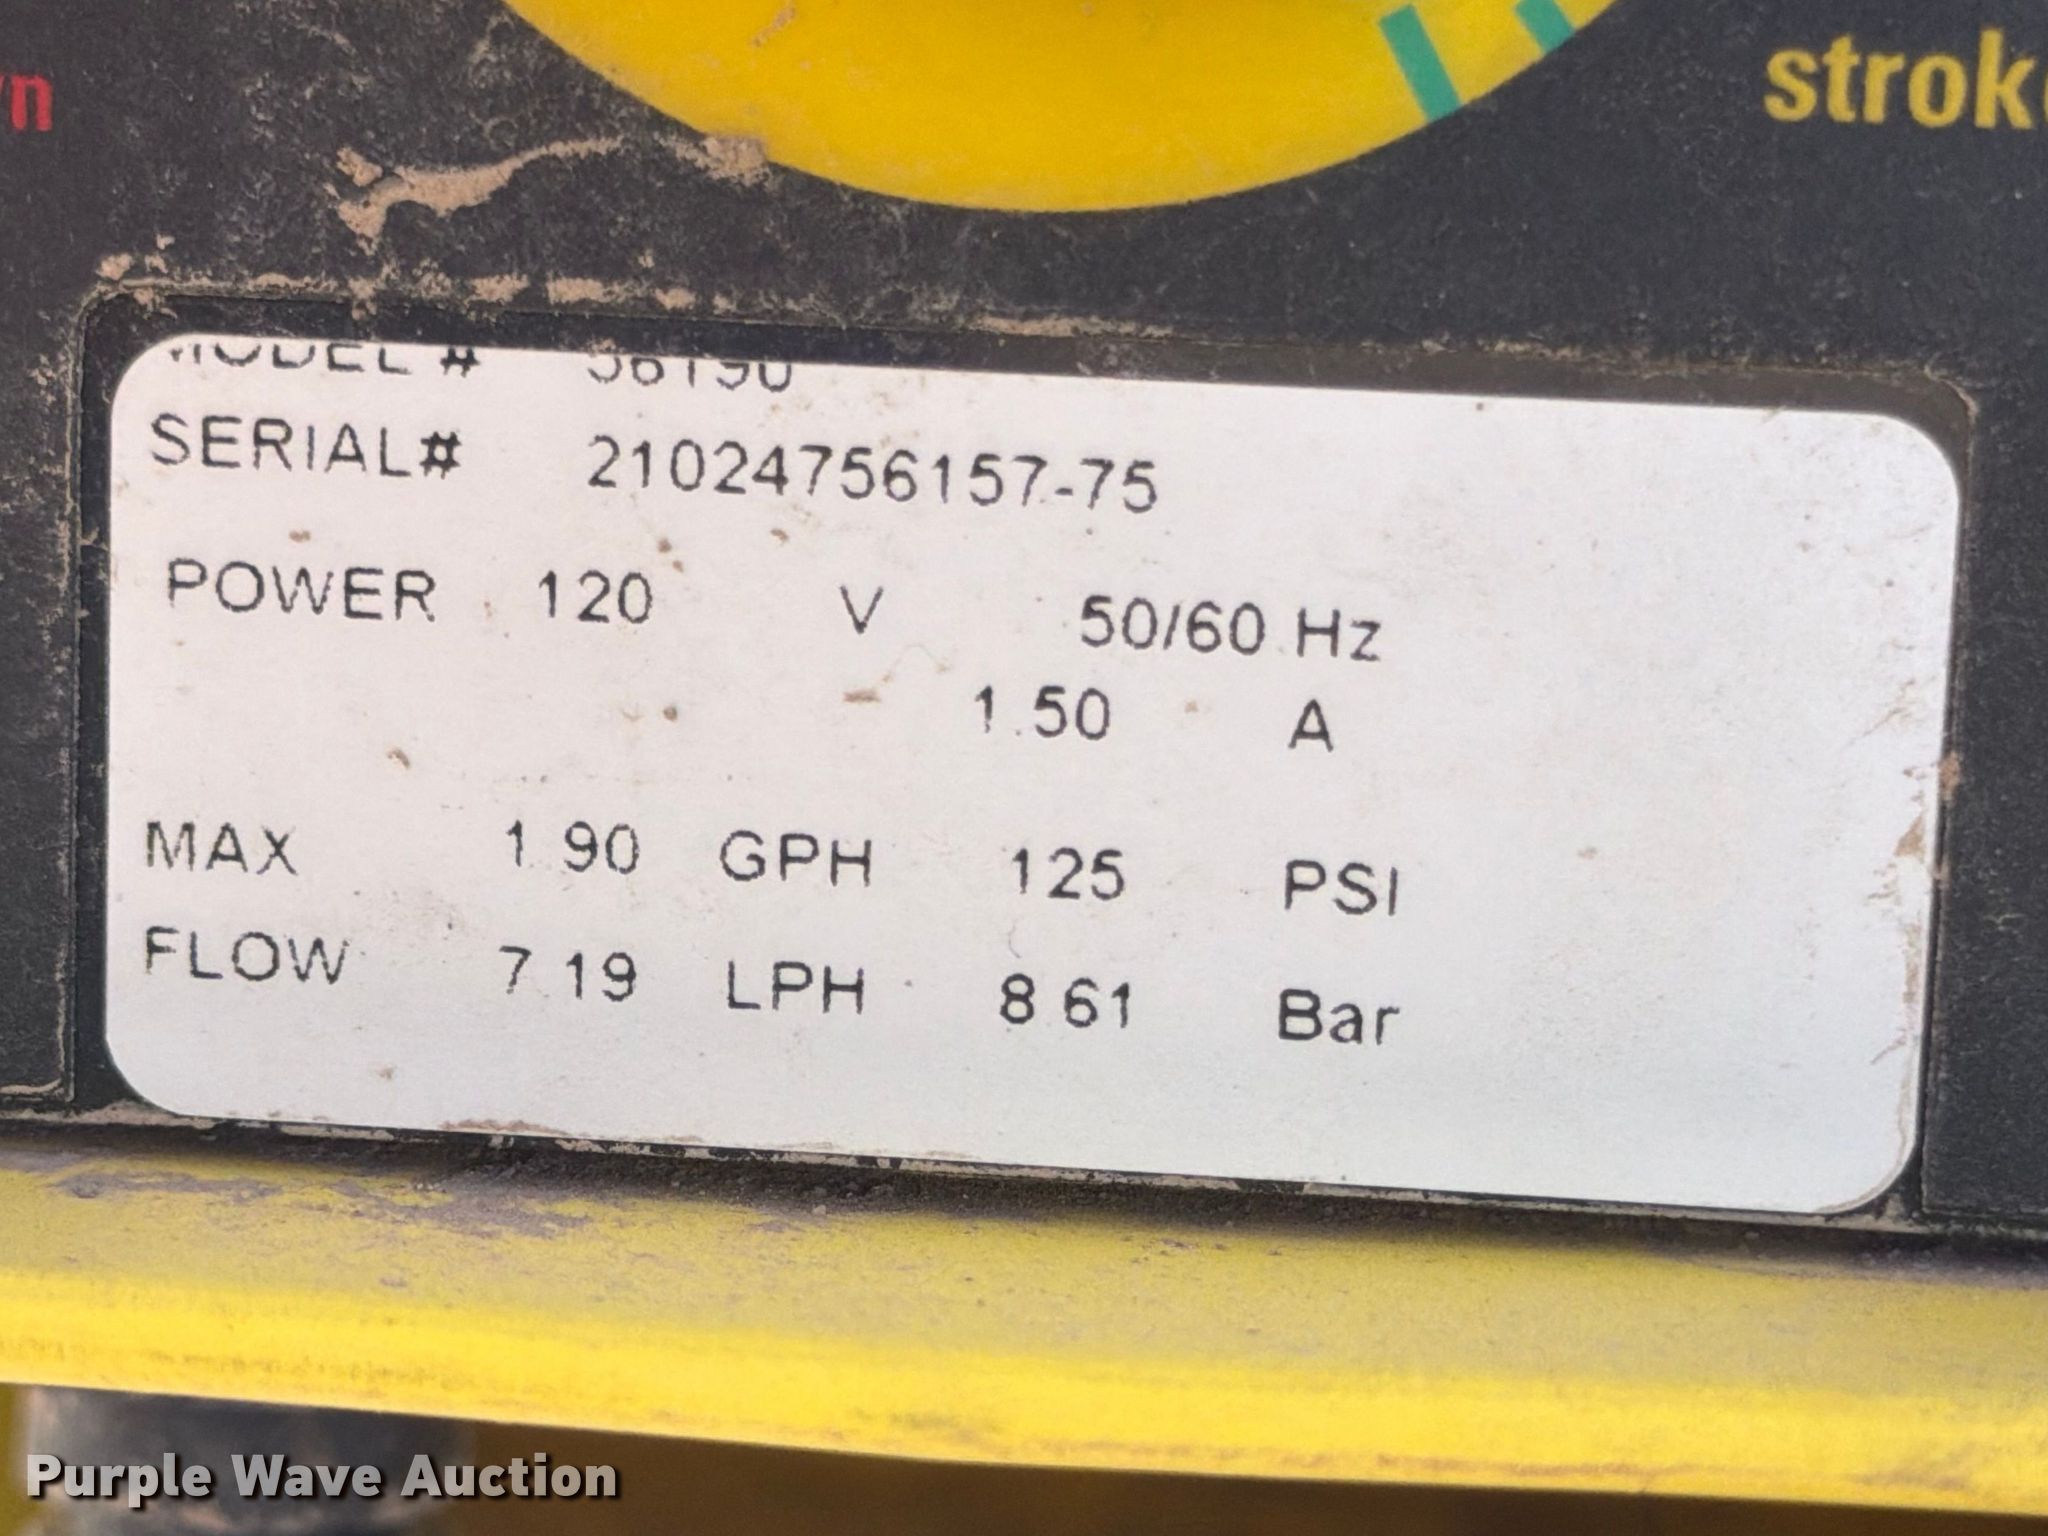 strok
MODEL #
SERIAL# 21024756157-75
POWER 120 V 50/60 Hz
1.50 A
MAX 1.90 GPH 125 PSI
FLOW 7 19 LPH 8 61 Bar
Purple Wave Auction